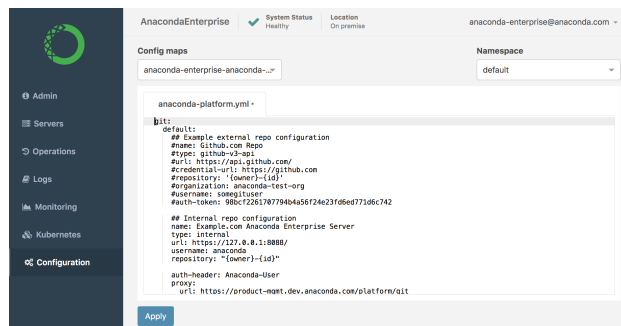 AnacondaEnterprise
System Status
Healthy
Location
On premise
anaconda-enterprise@anaconda.com
Config maps
anaconda-enterprise-anaconda-...
Namespace
default
Admin
Servers
Operations
Logs
Monitoring
Kubernetes
Configuration
anaconda-platform.yml •
git:
default:
## Example external repo configuration
#name: Github.com Repo
#type: github-v3-api
#url: https://api.github.com/
#credential-url: https://github.com
#repository: '{owner}-{id}'
#organization: anaconda-test-org
#username: somegituser
#auth-token: 98bcf2261707794b4a56f24e23fd6ed771d6c742
## Internal repo configuration
name: Example.com Anaconda Enterprise Server
type: internal
url: https://127.0.0.1:8088/
username: anaconda
repository: "{owner}-{id}"
auth-header: Anaconda-User
proxy:
url: https://product-mgmt.dev.anaconda.com/platform/git
Apply